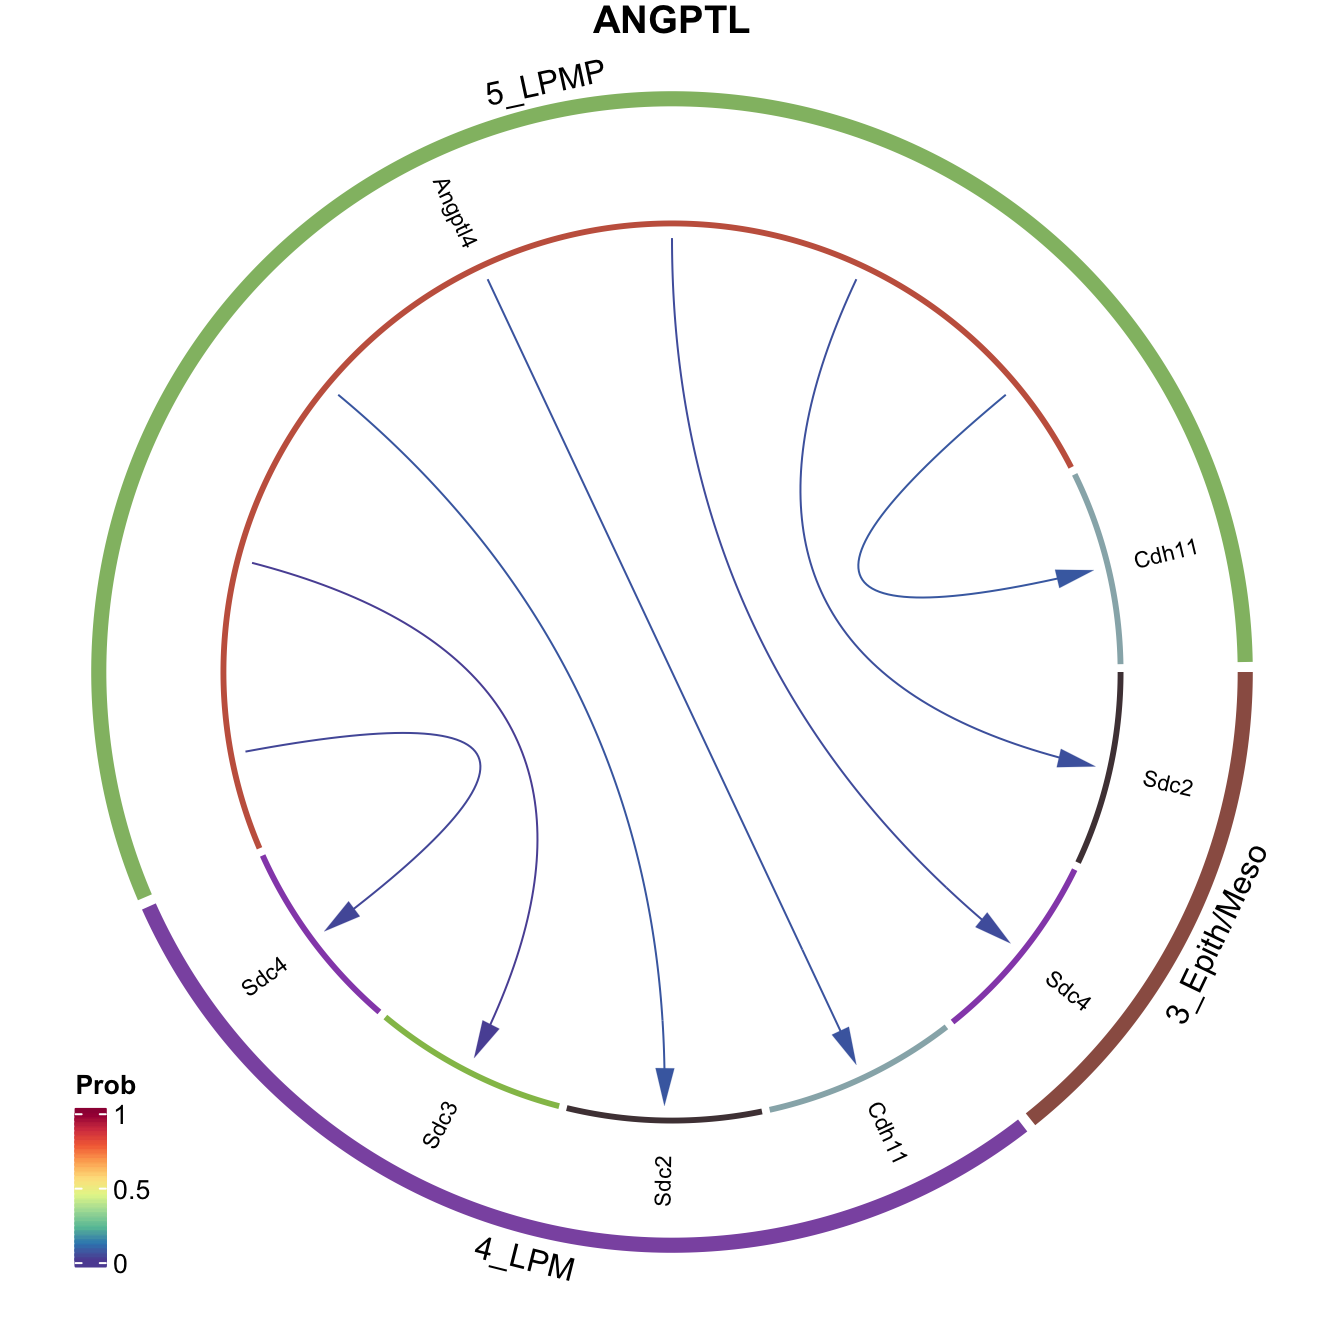 ANGPTL
5_LPMP
Angptl4
Cdh11
Sdc2
3_Epith/Meso
Sdc4
Sdc4
Cdh11
Sdc3
Sdc2
4_LPM
Prob
1
0.5
0